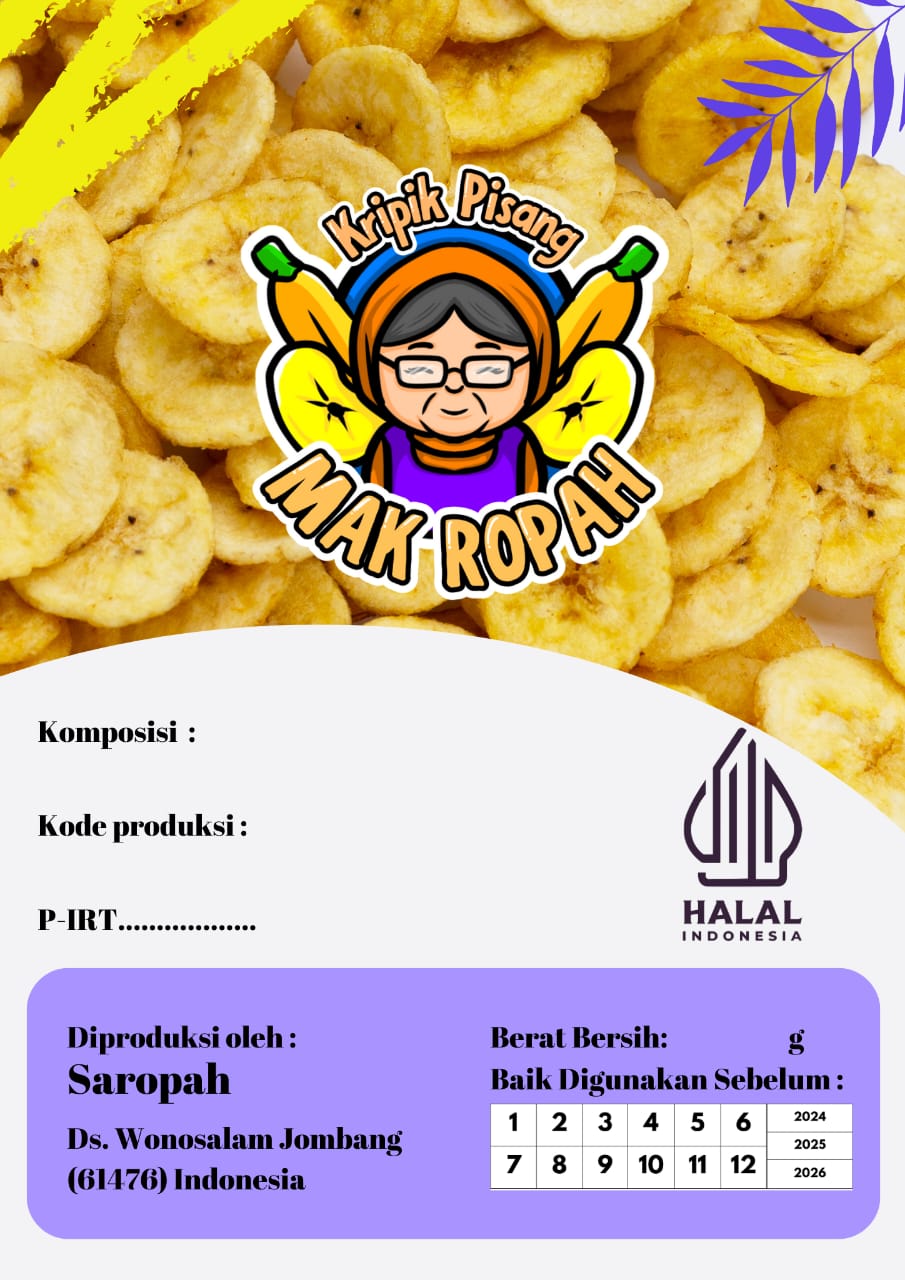 Kripik Pisang
MAK ROPAH
Komposisi :
Kode produksi :
P-IRT..................
HALAL
INDONESIA
Diproduksi oleh :
Saropah
Ds. Wonosalam Jombang
(61476) Indonesia
Berat Bersih: g
Baik Digunakan Sebelum :
1 2 3 4 5 6 2024
2025
7 8 9 10 11 12 2026